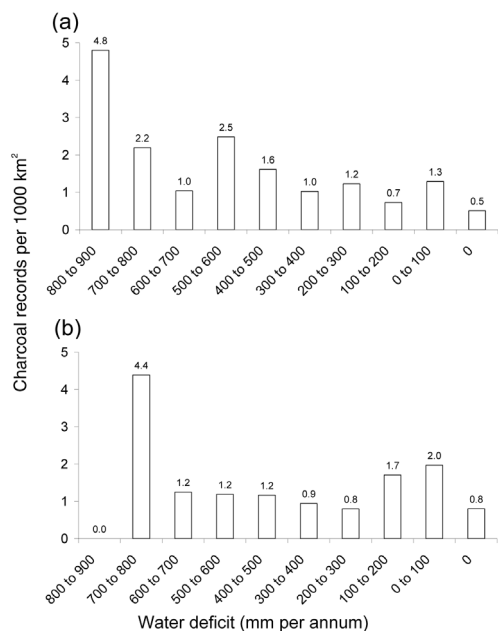 (a)
Charcoal records per 1000 km²
5
4
3
2
1
0
4.8
2.2
1.0
2.5
1.6
1.0
1.2
0.7
1.3
0.5
800 to 900
700 to 800
600 to 700
500 to 600
400 to 500
300 to 400
200 to 300
100 to 200
0 to 100
0
(b)
5
4
3
2
1
0
0.0
4.4
1.2
1.2
1.2
0.9
0.8
1.7
2.0
0.8
800 to 900
700 to 800
600 to 700
500 to 600
400 to 500
300 to 400
200 to 300
100 to 200
0 to 100
0
Water deficit (mm per annum)